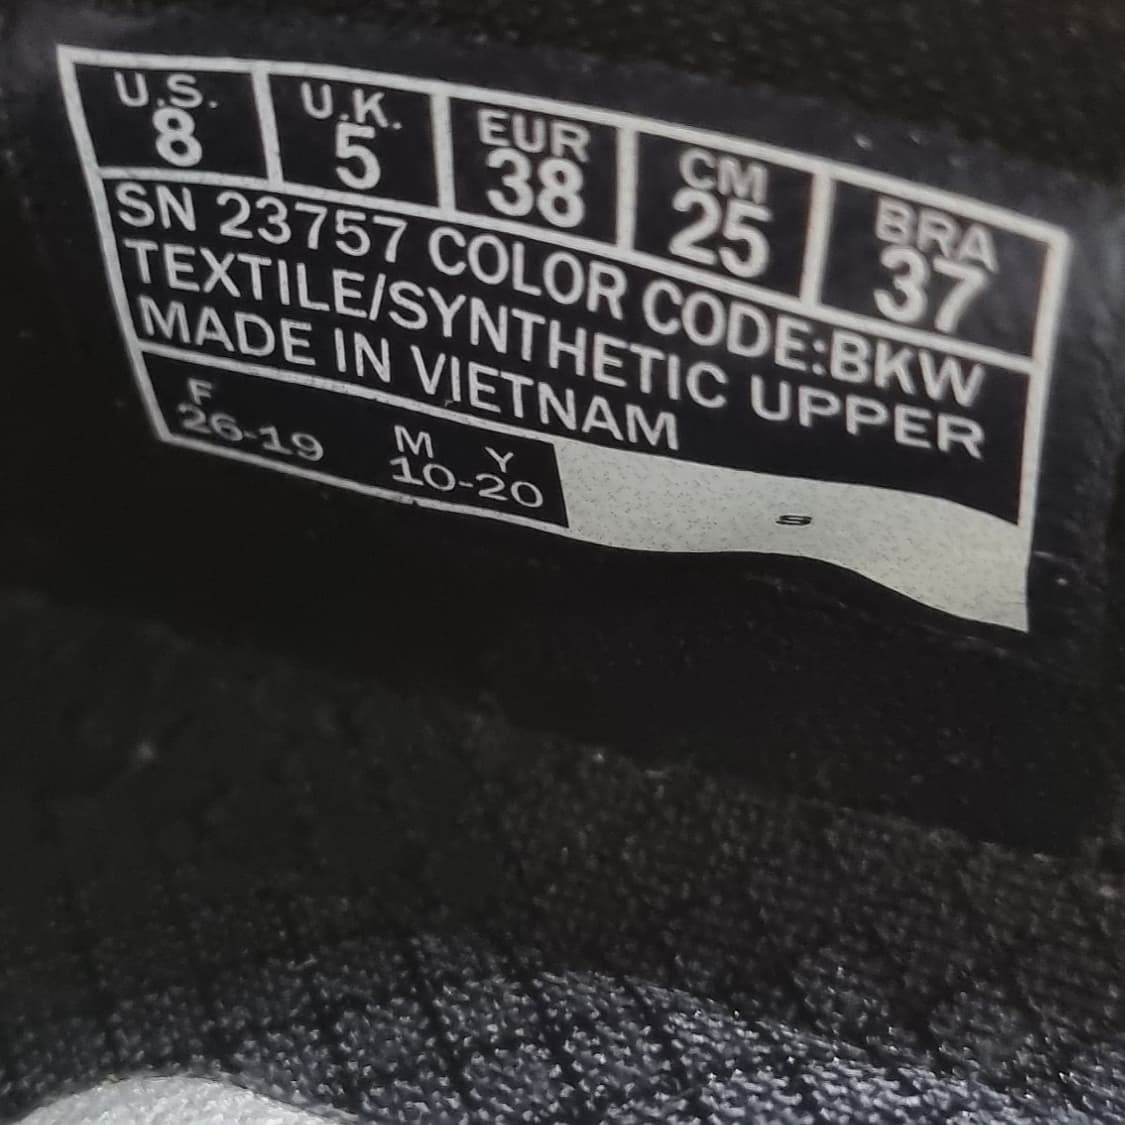 U.S. U.K. EUR CM BRA
8 5 38 25 37
SN 23757 COLOR CODE:BKW
TEXTILE/SYNTHETIC UPPER
MADE IN VIETNAM
F M Y
26-19 10-20
S